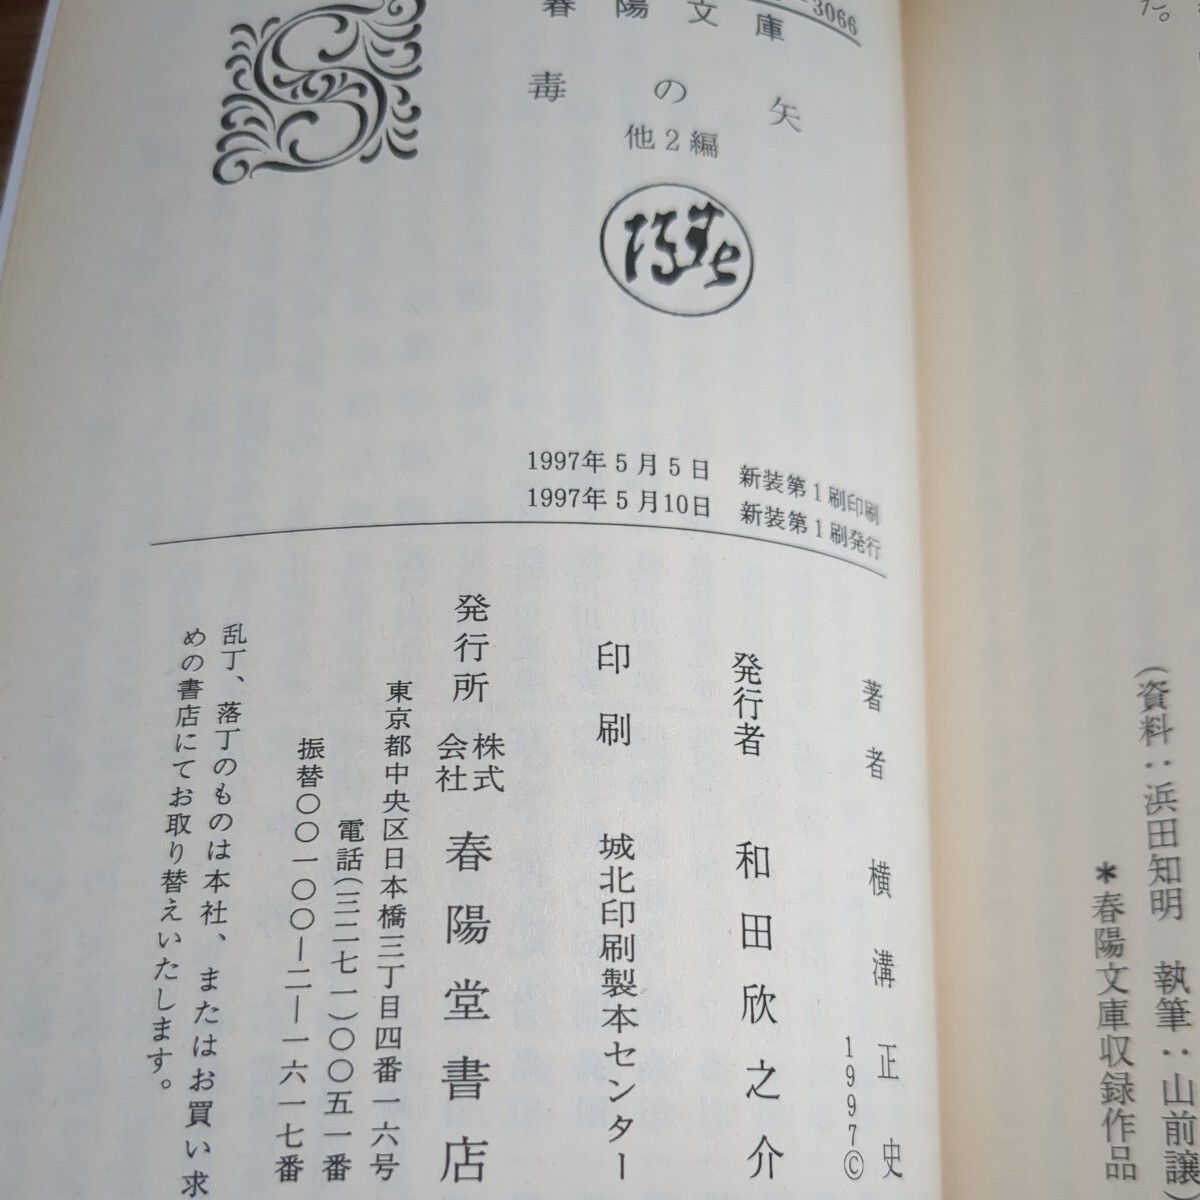 3066
春陽文庫
毒の矢
他2編
1997年5月5日 新装第1刷印刷
1997年5月10日 新装第1刷発行
著者 横溝正史
1997©
発行者 和田欣之介
印刷 城北印刷製本センター
発行所 株式会社 春陽堂書店
東京都中央区日本橋三丁目四番一六号
電話(三二七一)〇〇五一番
振替〇〇一〇〇―二―一六一七番
乱丁、落丁のものは本社、またはお買い求
めの書店にてお取り替えいたします。
た。
(資料:浜田知明 執筆:山前譲)
*春陽文庫収録作品